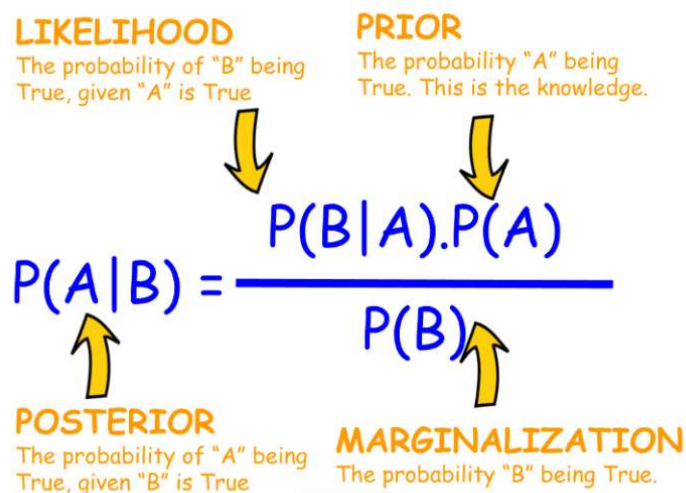 LIKELIHOOD
The probability of “B” being
True, given “A” is True
PRIOR
The probability “A” being
True. This is the knowledge.
P(B|A).P(A)
P(A|B) =
P(B)
POSTERIOR
The probability of “A” being
True, given “B” is True
MARGINALIZATION
The probability “B” being True.